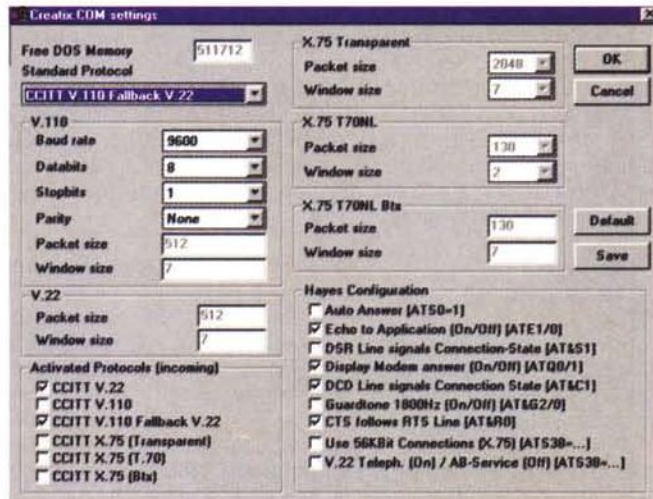 Creatix COM settings
Free DOS Memory 511712
Standard Protocol
CCITT V.110 Fallback V.22
V.110
Baud rate 9600
Databits 8
Stopbits 1
Parity None
Packet size 512
Window size 7
V.22
Packet size 512
Window size 7
Activated Protocols (incoming)
CCITT V.22
CCITT V.110
CCITT V.110 Fallback V.22
CCITT X.75 (Transparent)
CCITT X.75 (T.70)
CCITT X.75 (Btx)
X.75 Transparent
Packet size 2048
Window size 7
X.75 T70NL
Packet size 130
Window size 2
X.75 T70NL Btx
Packet size 130
Window size 7
Hayes Configuration
Auto Answer [ATS0=1]
Echo to Application (On/Off) [ATE1/0]
DSR Line signals Connection-State [AT&S1]
Display Modem answer (On/Off) [ATQ0/1]
DCD Line signals Connection State [AT&C1]
Guardtone 1800Hz (On/Off) [AT&G2/0]
CTS follows RTS Line [AT&R0]
Use 56KBit Connections (X.75) [ATS38=...]
V.22 Teleph. (On) / AB-Service (Off) [ATS38=...]
OK
Cancel
Default
Save